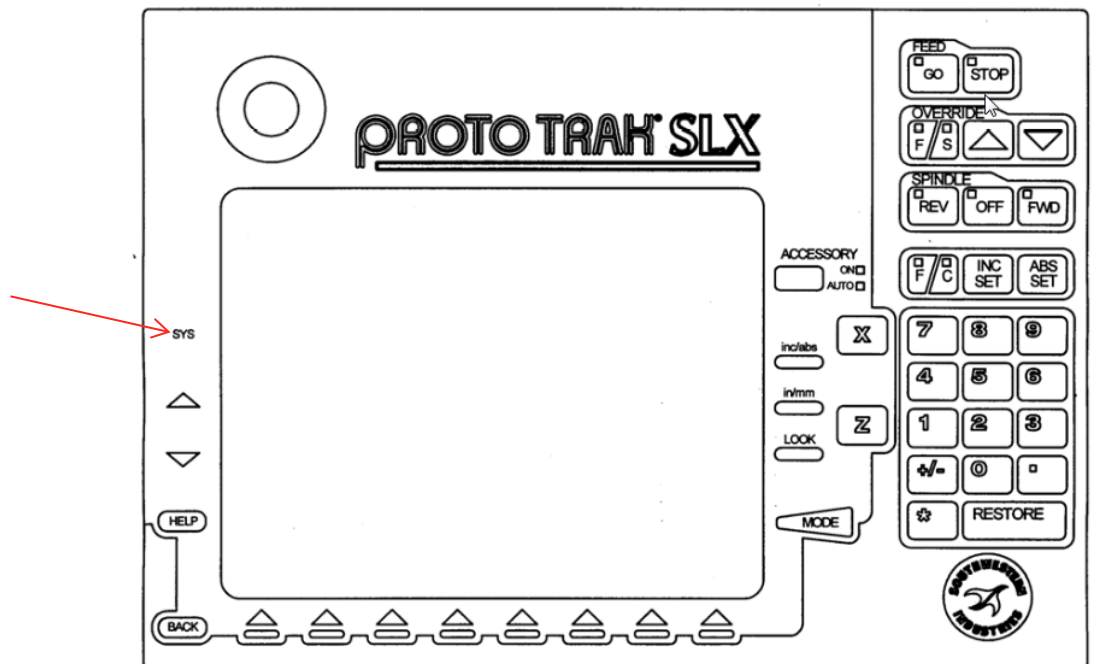 PROTO TRAK SLX
FEED
GO STOP
OVERRIDE
F/S
SPINDLE
REV OFF FWD
F/C INC SET ABS SET
ACCESSORY
ON
AUTO
SYS
inc/abs
in/mm
LOOK
X
Z
7 8 9
4 5 6
1 2 3
+/- 0 .
* RESTORE
HELP
MODE
BACK
SOUTHWESTERN INDUSTRIES